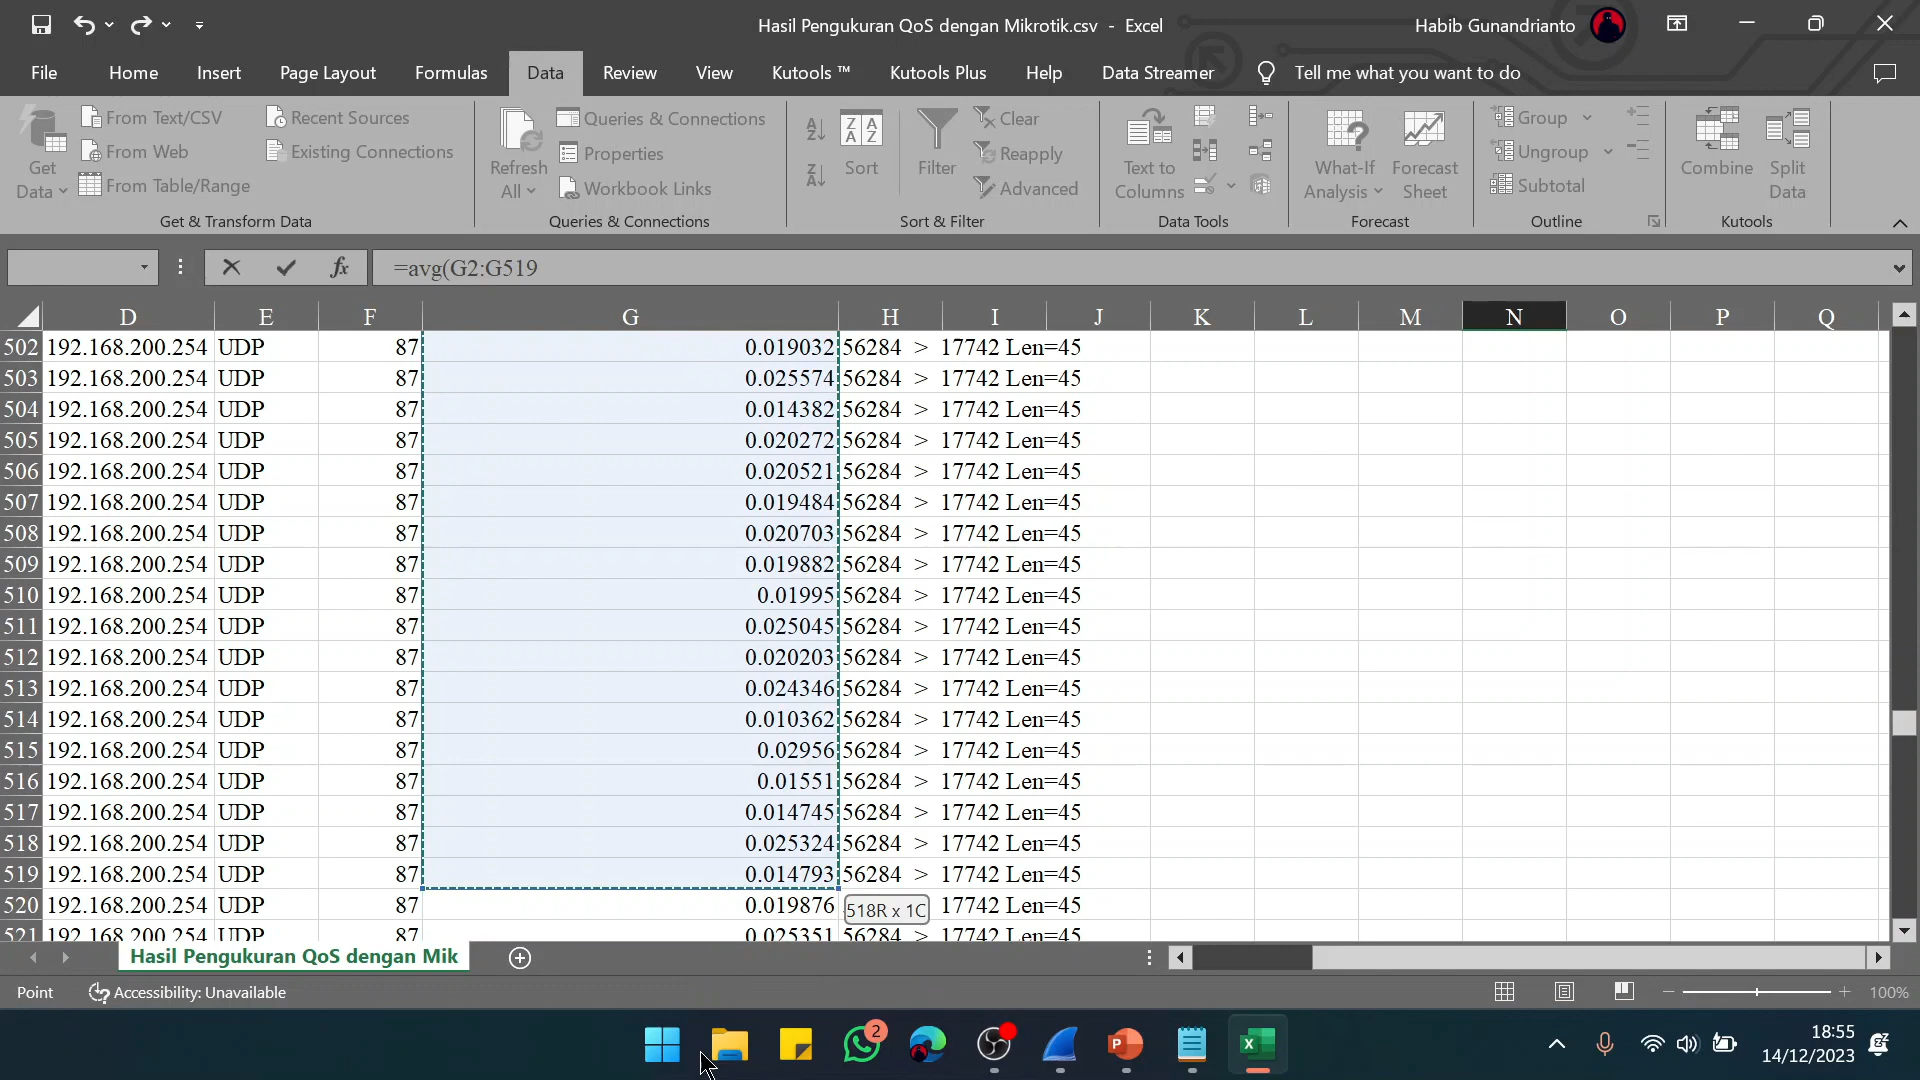 Hasil Pengukuran QoS dengan Mikrotik.csv - Excel
Habib Gunandrianto
File Home Insert Page Layout Formulas Data Review View Kutools ™ Kutools Plus Help Data Streamer Tell me what you want to do
Get Data
From Text/CSV
From Web
From Table/Range
Recent Sources
Existing Connections
Get & Transform Data
Refresh All
Queries & Connections
Properties
Workbook Links
Queries & Connections
Sort
Filter
Clear
Reapply
Advanced
Sort & Filter
Text to Columns
Data Tools
What-If Analysis
Forecast Sheet
Forecast
Group
Ungroup
Subtotal
Outline
Combine
Split Data
Kutools
fx =avg(G2:G519
D E F G H I J K L M N O P Q
502 192.168.200.254 UDP 87 0.019032 56284 > 17742 Len=45
503 192.168.200.254 UDP 87 0.025574 56284 > 17742 Len=45
504 192.168.200.254 UDP 87 0.014382 56284 > 17742 Len=45
505 192.168.200.254 UDP 87 0.020272 56284 > 17742 Len=45
506 192.168.200.254 UDP 87 0.020521 56284 > 17742 Len=45
507 192.168.200.254 UDP 87 0.019484 56284 > 17742 Len=45
508 192.168.200.254 UDP 87 0.020703 56284 > 17742 Len=45
509 192.168.200.254 UDP 87 0.019882 56284 > 17742 Len=45
510 192.168.200.254 UDP 87 0.01995 56284 > 17742 Len=45
511 192.168.200.254 UDP 87 0.025045 56284 > 17742 Len=45
512 192.168.200.254 UDP 87 0.020203 56284 > 17742 Len=45
513 192.168.200.254 UDP 87 0.024346 56284 > 17742 Len=45
514 192.168.200.254 UDP 87 0.010362 56284 > 17742 Len=45
515 192.168.200.254 UDP 87 0.02956 56284 > 17742 Len=45
516 192.168.200.254 UDP 87 0.01551 56284 > 17742 Len=45
517 192.168.200.254 UDP 87 0.014745 56284 > 17742 Len=45
518 192.168.200.254 UDP 87 0.025324 56284 > 17742 Len=45
519 192.168.200.254 UDP 87 0.014793 56284 > 17742 Len=45
520 192.168.200.254 UDP 87 0.019876 518R x 1C 17742 Len=45
521 192.168.200.254 UDP 87 0.025351 56284 > 17742 Len=45
Hasil Pengukuran QoS dengan Mik
Point Accessibility: Unavailable 100%
2
18:55
14/12/2023